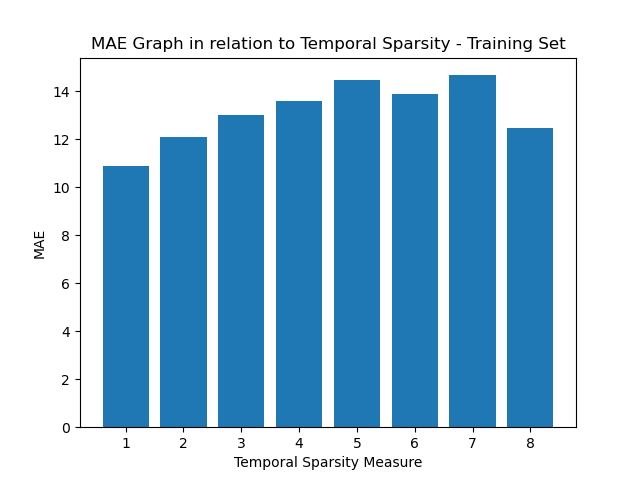 MAE Graph in relation to Temporal Sparsity - Training Set
14
12
10
8
6
4
2
0
MAE
1 2 3 4 5 6 7 8
Temporal Sparsity Measure